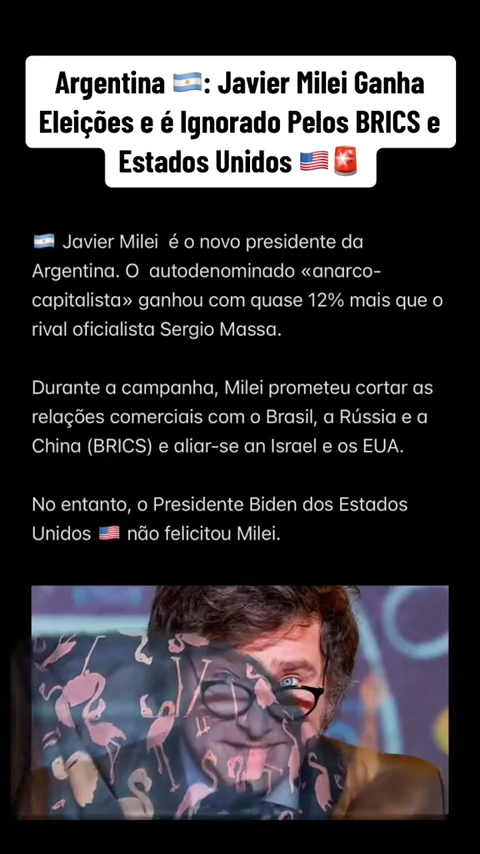 Argentina 🇦🇷: Javier Milei Ganha
Eleições e é Ignorado Pelos BRICS e
Estados Unidos 🇺🇸🚨
🇦🇷 Javier Milei é o novo presidente da
Argentina. O autodenominado «anarco-
capitalista» ganhou com quase 12% mais que o
rival oficialista Sergio Massa.
Durante a campanha, Milei prometeu cortar as
relações comerciais com o Brasil, a Rússia e a
China (BRICS) e aliar-se an Israel e os EUA.
No entanto, o Presidente Biden dos Estados
Unidos 🇺🇸 não felicitou Milei.